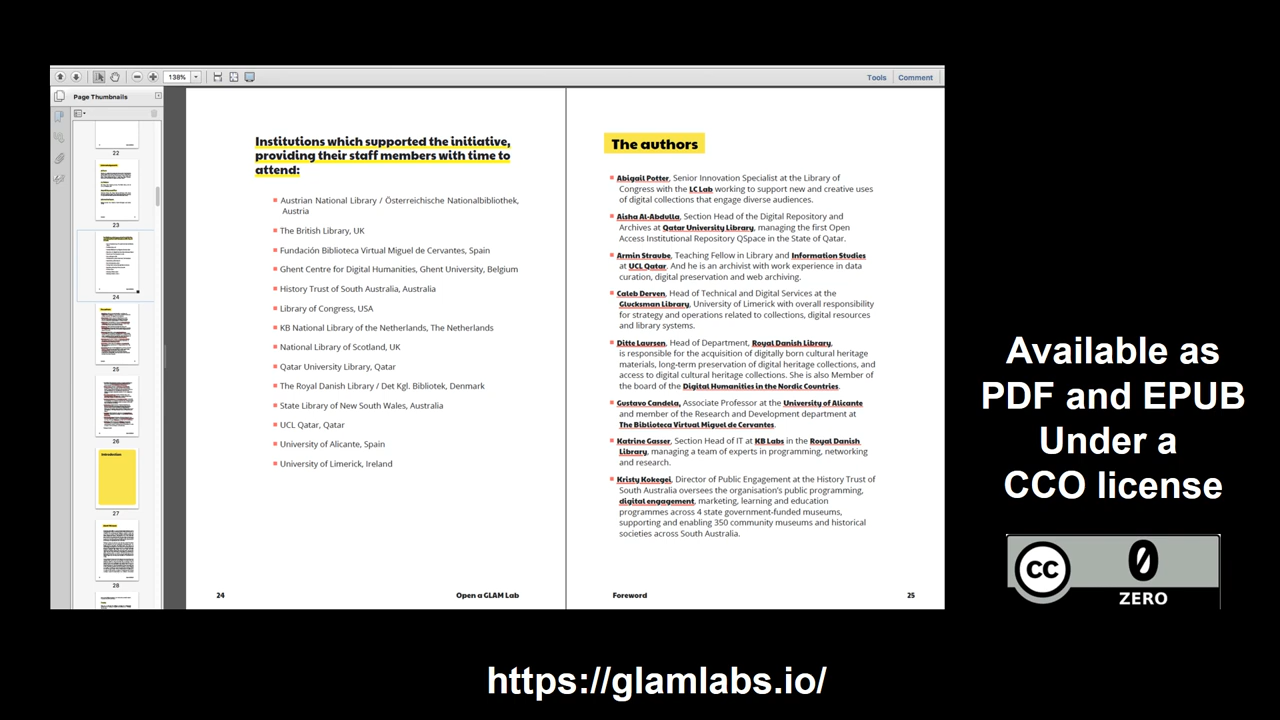 138%
Tools
Comment
Page Thumbnails
22
23
24
25
26
27
28
Institutions which supported the initiative,
providing their staff members with time to
attend:
Austrian National Library / Österreichische Nationalbibliothek,
Austria
The British Library, UK
Fundación Biblioteca Virtual Miguel de Cervantes, Spain
Ghent Centre for Digital Humanities, Ghent University, Belgium
History Trust of South Australia, Australia
Library of Congress, USA
KB National Library of the Netherlands, The Netherlands
National Library of Scotland, UK
Qatar University Library, Qatar
The Royal Danish Library / Det Kgl. Bibliotek, Denmark
State Library of New South Wales, Australia
UCL Qatar, Qatar
University of Alicante, Spain
University of Limerick, Ireland
24
Open a GLAM Lab
The authors
Abigail Potter, Senior Innovation Specialist at the Library of
Congress with the LC Lab working to support new and creative uses
of digital collections that engage diverse audiences.
Aisha Al-Abdulla, Section Head of the Digital Repository and
Archives at Qatar University Library, managing the first Open
Access Institutional Repository QSpace in the State of Qatar.
Armin Straube, Teaching Fellow in Library and Information Studies
at UCL Qatar. And he is an archivist with work experience in data
curation, digital preservation and web archiving.
Caleb Derven, Head of Technical and Digital Services at the
Glucksman Library, University of Limerick with overall responsibility
for strategy and operations related to collections, digital resources
and library systems.
Ditte Laursen, Head of Department, Royal Danish Library,
is responsible for the acquisition of digitally born cultural heritage
materials, long-term preservation of digital heritage collections, and
access to digital cultural heritage collections. She is also Member of
the board of the Digital Humanities in the Nordic Countries.
Gustavo Candela, Associate Professor at the University of Alicante
and member of the Research and Development department at
The Biblioteca Virtual Miguel de Cervantes.
Katrine Gasser, Section Head of IT at KB Labs in the Royal Danish
Library, managing a team of experts in programming, networking
and research.
Kristy Kokegei, Director of Public Engagement at the History Trust of
South Australia oversees the organisation's public programming,
digital engagement, marketing, learning and education
programmes across 4 state government-funded museums,
supporting and enabling 350 community museums and historical
societies across South Australia.
Foreword
25
Available as
PDF and EPUB
Under a
CCO license
cc
0
ZERO
https://glamlabs.io/